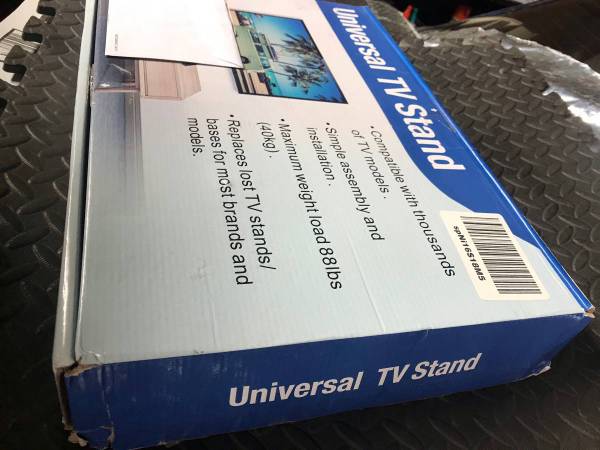 Universal TV Stand
•Compatible with thousands
of TV models .
•Simple assembly and
installation .
•Maximum weight load 88lbs
(40kg) .
•Replaces lost TV stands/
bases for most brands and
models.
spNi16S18M5
Universal TV Stand